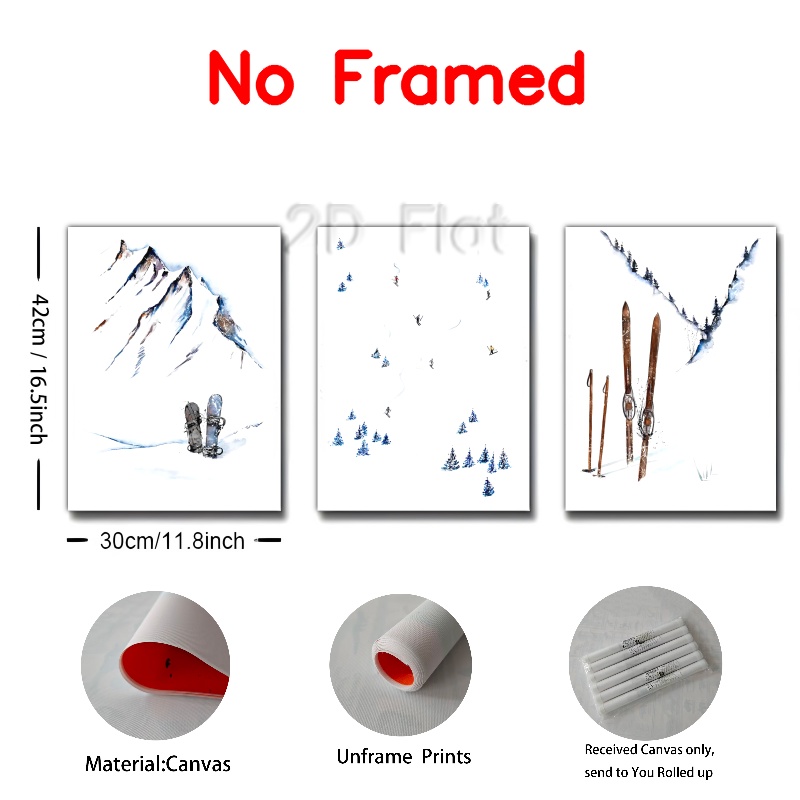 No Framed
2D Flat
42cm / 16.5inch
30cm/11.8inch
Material:Canvas
Unframe Prints
Received Canvas only,
send to You Rolled up